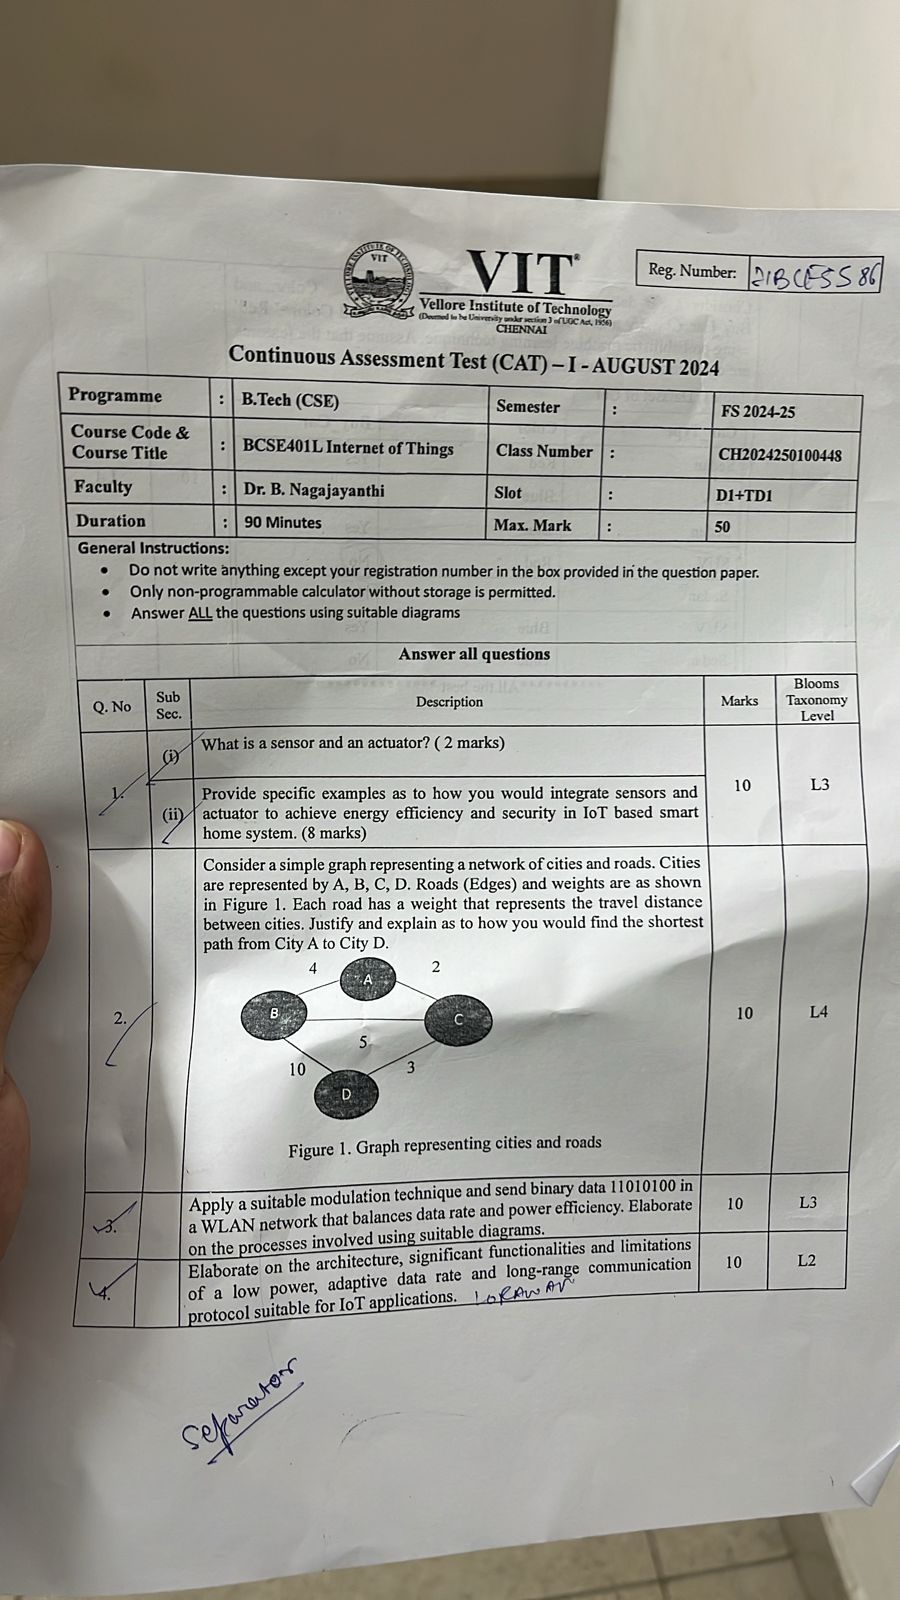 VIT
VIT®
Vellore Institute of Technology
(Deemed to be University under section 3 of UGC Act, 1956)
CHENNAI
Reg. Number:
Continuous Assessment Test (CAT) – I - AUGUST 2024
Programme : B.Tech (CSE) Semester : FS 2024-25
Course Code & Course Title : BCSE401L Internet of Things Class Number : CH2024250100448
Faculty : Dr. B. Nagajayanthi Slot : D1+TD1
Duration : 90 Minutes Max. Mark : 50
General Instructions:
• Do not write anything except your registration number in the box provided in the question paper.
• Only non-programmable calculator without storage is permitted.
• Answer ALL the questions using suitable diagrams
Answer all questions
Q. No Sub Sec. Description Marks Blooms Taxonomy Level
1. (i) What is a sensor and an actuator? ( 2 marks)
10 L3
(ii) Provide specific examples as to how you would integrate sensors and
actuator to achieve energy efficiency and security in IoT based smart
home system. (8 marks)
Consider a simple graph representing a network of cities and roads. Cities
are represented by A, B, C, D. Roads (Edges) and weights are as shown
in Figure 1. Each road has a weight that represents the travel distance
between cities. Justify and explain as to how you would find the shortest
path from City A to City D.
4 A 2
2. B C 10 L4
5
10 3
D
Figure 1. Graph representing cities and roads
3. Apply a suitable modulation technique and send binary data 11010100 in 10 L3
a WLAN network that balances data rate and power efficiency. Elaborate
on the processes involved using suitable diagrams.
4. Elaborate on the architecture, significant functionalities and limitations 10 L2
of a low power, adaptive data rate and long-range communication
protocol suitable for IoT applications. LORAWAN
Separator